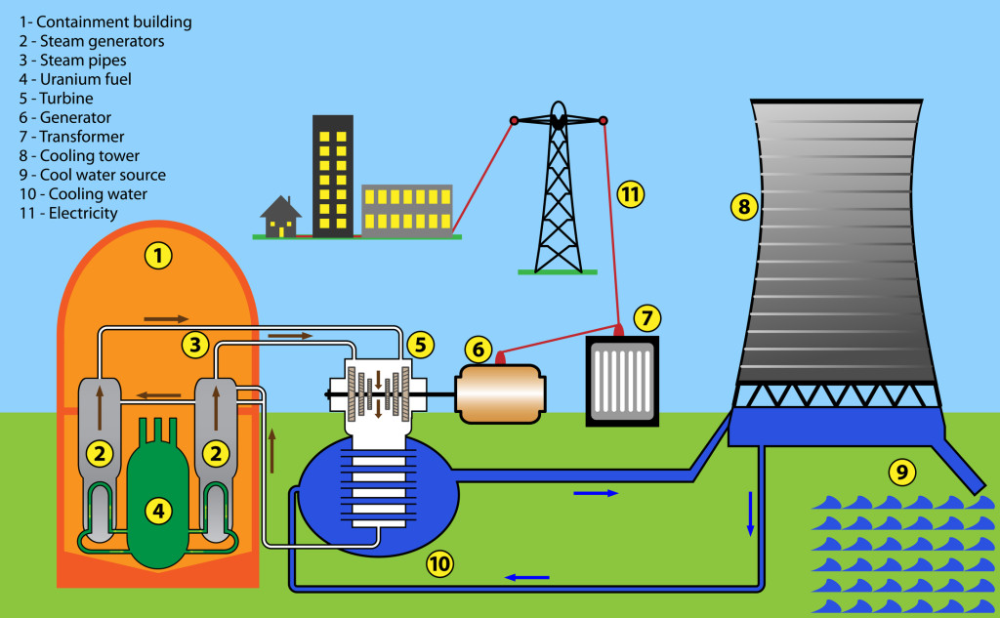 1- Containment building
2 - Steam generators
3 - Steam pipes
4 - Uranium fuel
5 - Turbine
6 - Generator
7 - Transformer
8 - Cooling tower
9 - Cool water source
10 - Cooling water
11 - Electricity
11
8
1
7
3
5
6
2
2
9
4
10